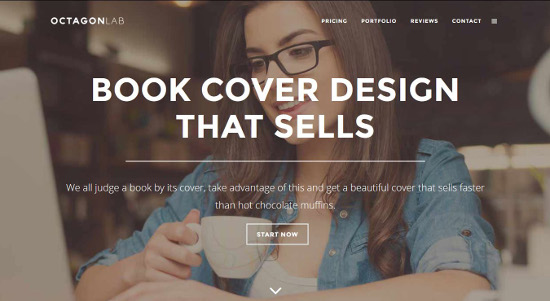 OCTAGONLAB
PRICING PORTFOLIO REVIEWS CONTACT
BOOK COVER DESIGN
THAT SELLS
We all judge a book by its cover, take advantage of this and get a beautiful cover that sells faster
than hot chocolate muffins.
START NOW